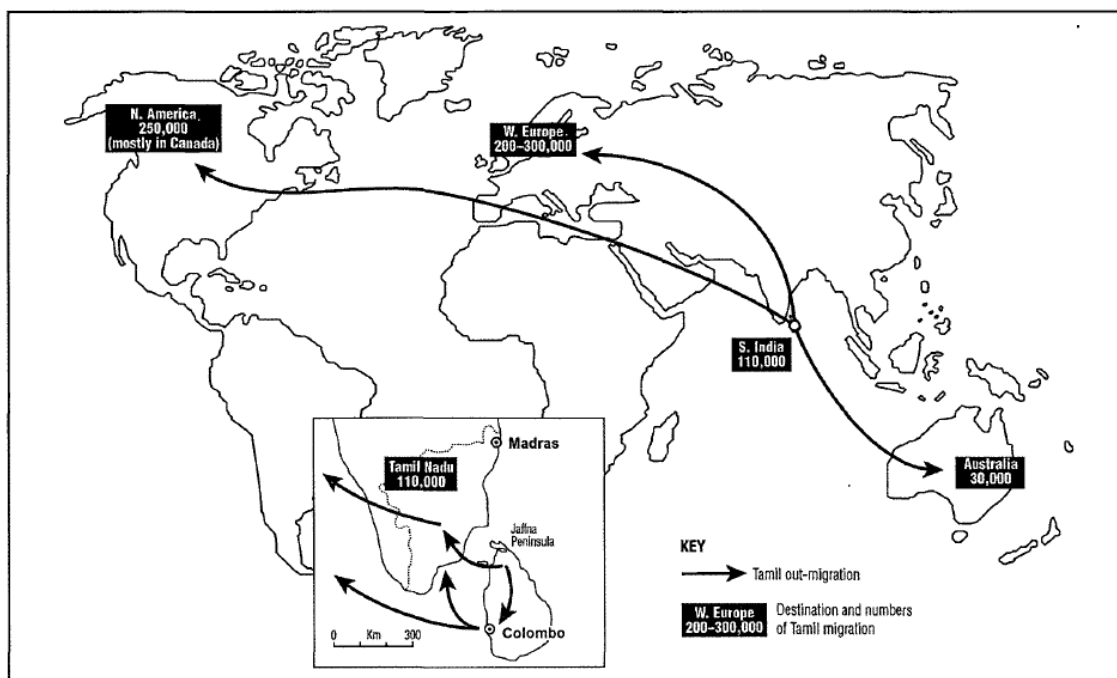 N. America.
250,000
(mostly in Canada)
W. Europe.
200–300,000
S. India
110,000
Australia
30,000
Madras
Tamil Nadu
110,000
Jaffna
Peninsula
Colombo
0 Km 300
KEY
Tamil out-migration
W. Europe
200–300,000
Destination and numbers
of Tamil migration